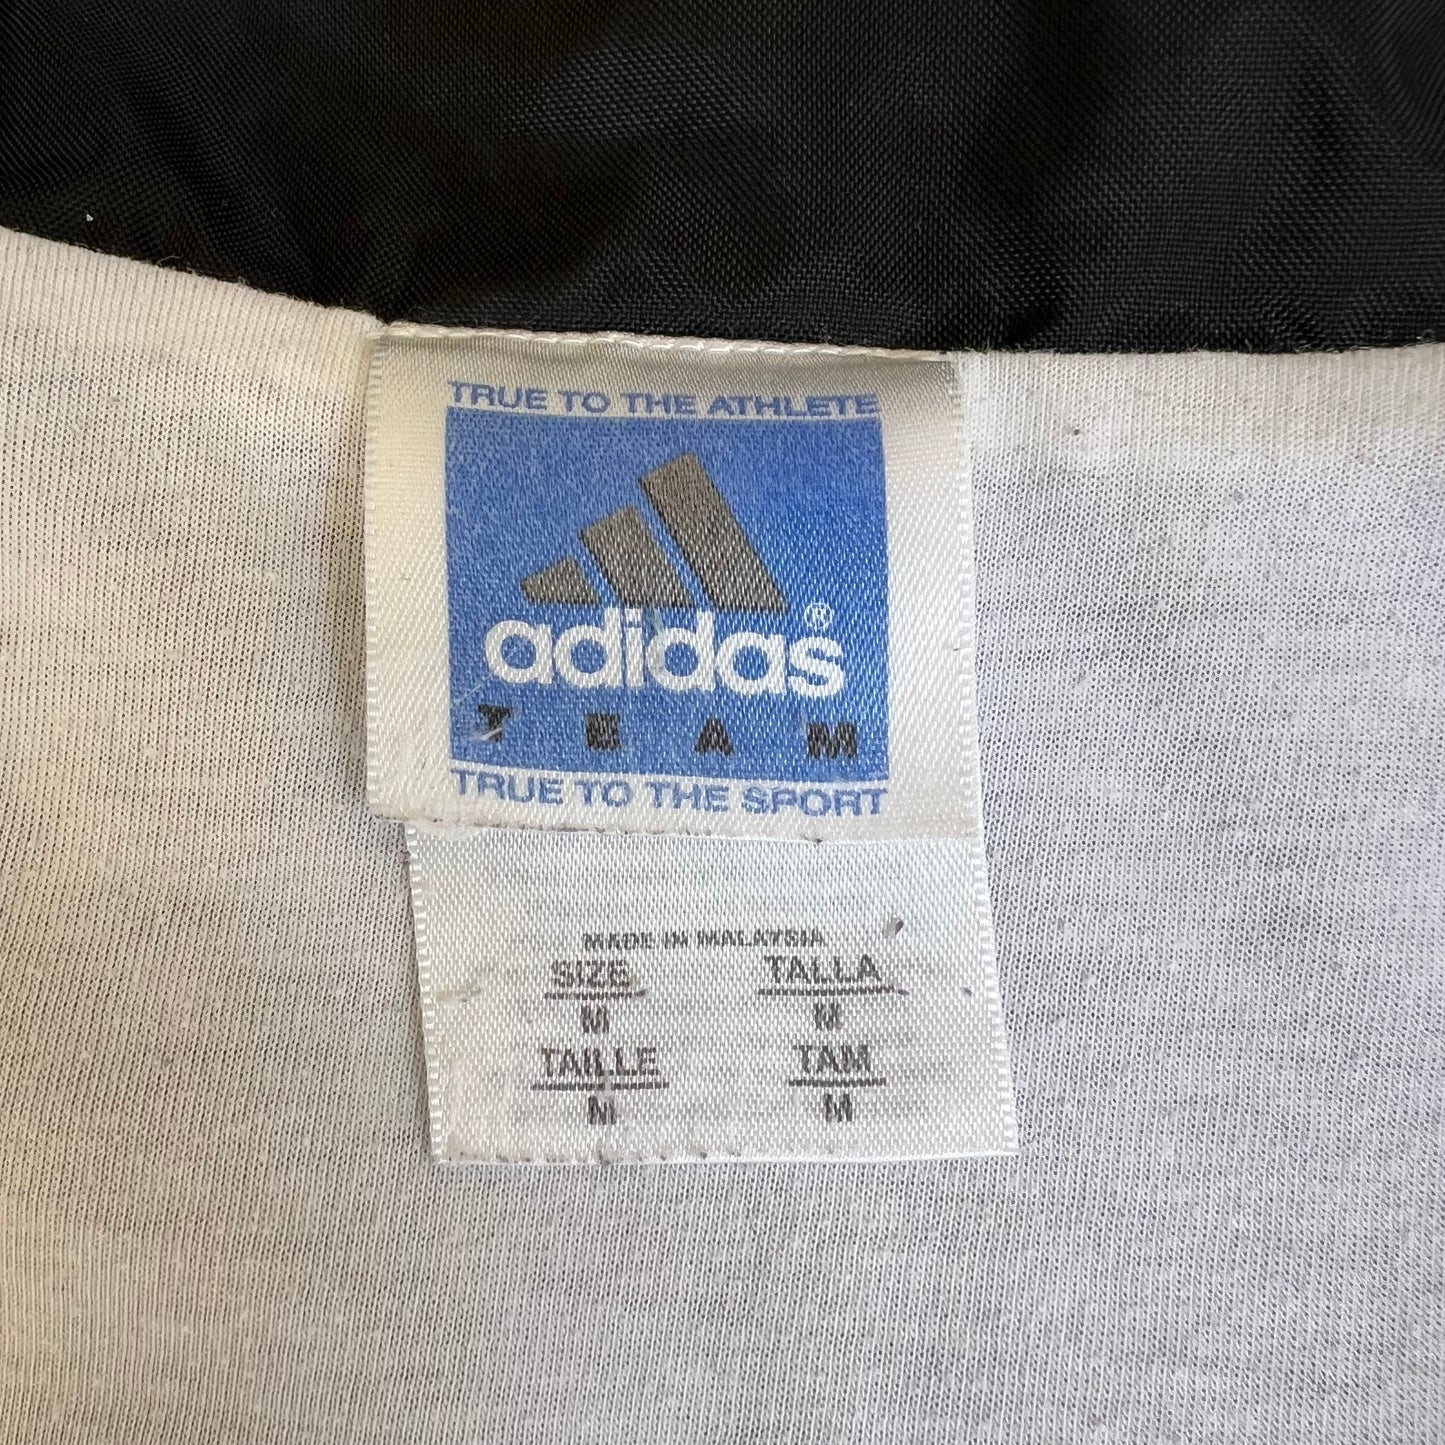 TRUE TO THE ATHLETE
adidas®
TEAM
TRUE TO THE SPORT
MADE IN MALAYSIA
SIZE TALLA
M M
TAILLE TAM
M M